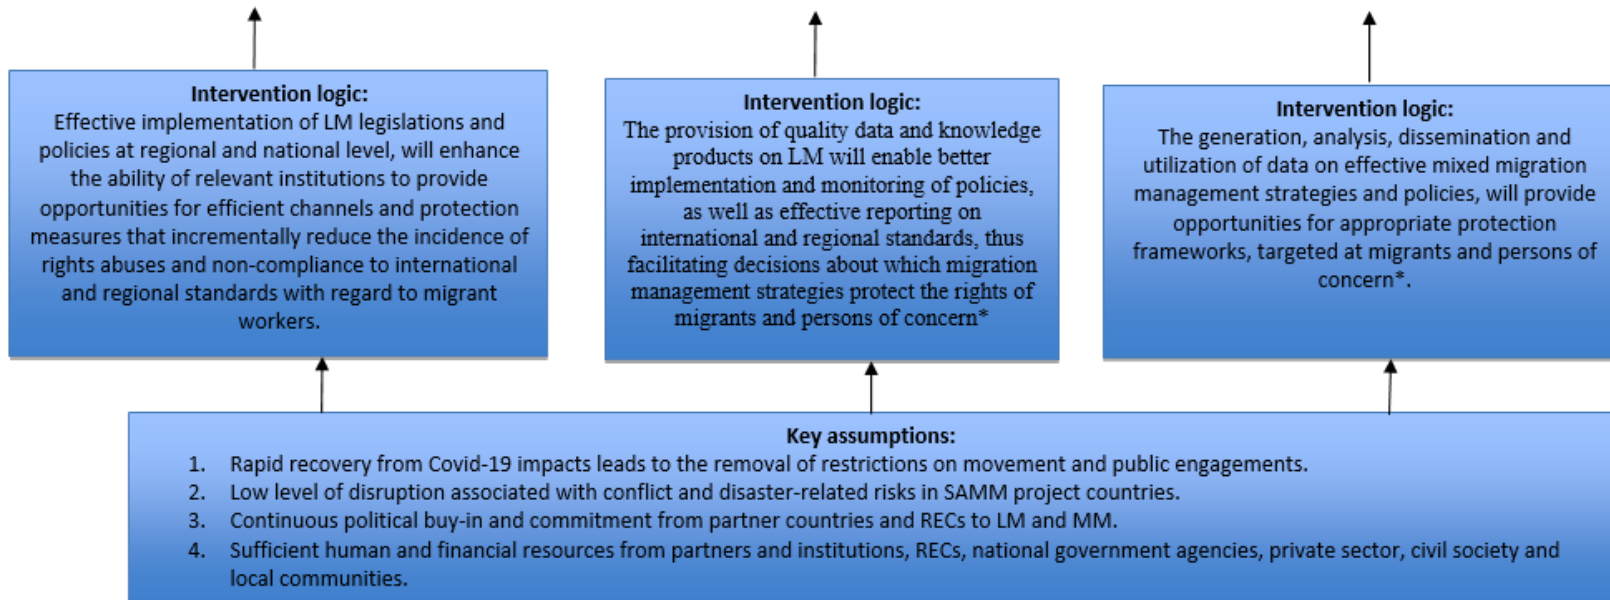 Intervention logic:
Effective implementation of LM legislations and
policies at regional and national level, will enhance
the ability of relevant institutions to provide
opportunities for efficient channels and protection
measures that incrementally reduce the incidence of
rights abuses and non-compliance to international
and regional standards with regard to migrant
workers.
Intervention logic:
The provision of quality data and knowledge
products on LM will enable better
implementation and monitoring of policies,
as well as effective reporting on
international and regional standards, thus
facilitating decisions about which migration
management strategies protect the rights of
migrants and persons of concern*
Intervention logic:
The generation, analysis, dissemination and
utilization of data on effective mixed migration
management strategies and policies, will provide
opportunities for appropriate protection
frameworks, targeted at migrants and persons of
concern*.
Key assumptions:
1. Rapid recovery from Covid-19 impacts leads to the removal of restrictions on movement and public engagements.
2. Low level of disruption associated with conflict and disaster-related risks in SAMM project countries.
3. Continuous political buy-in and commitment from partner countries and RECs to LM and MM.
4. Sufficient human and financial resources from partners and institutions, RECs, national government agencies, private sector, civil society and
local communities.